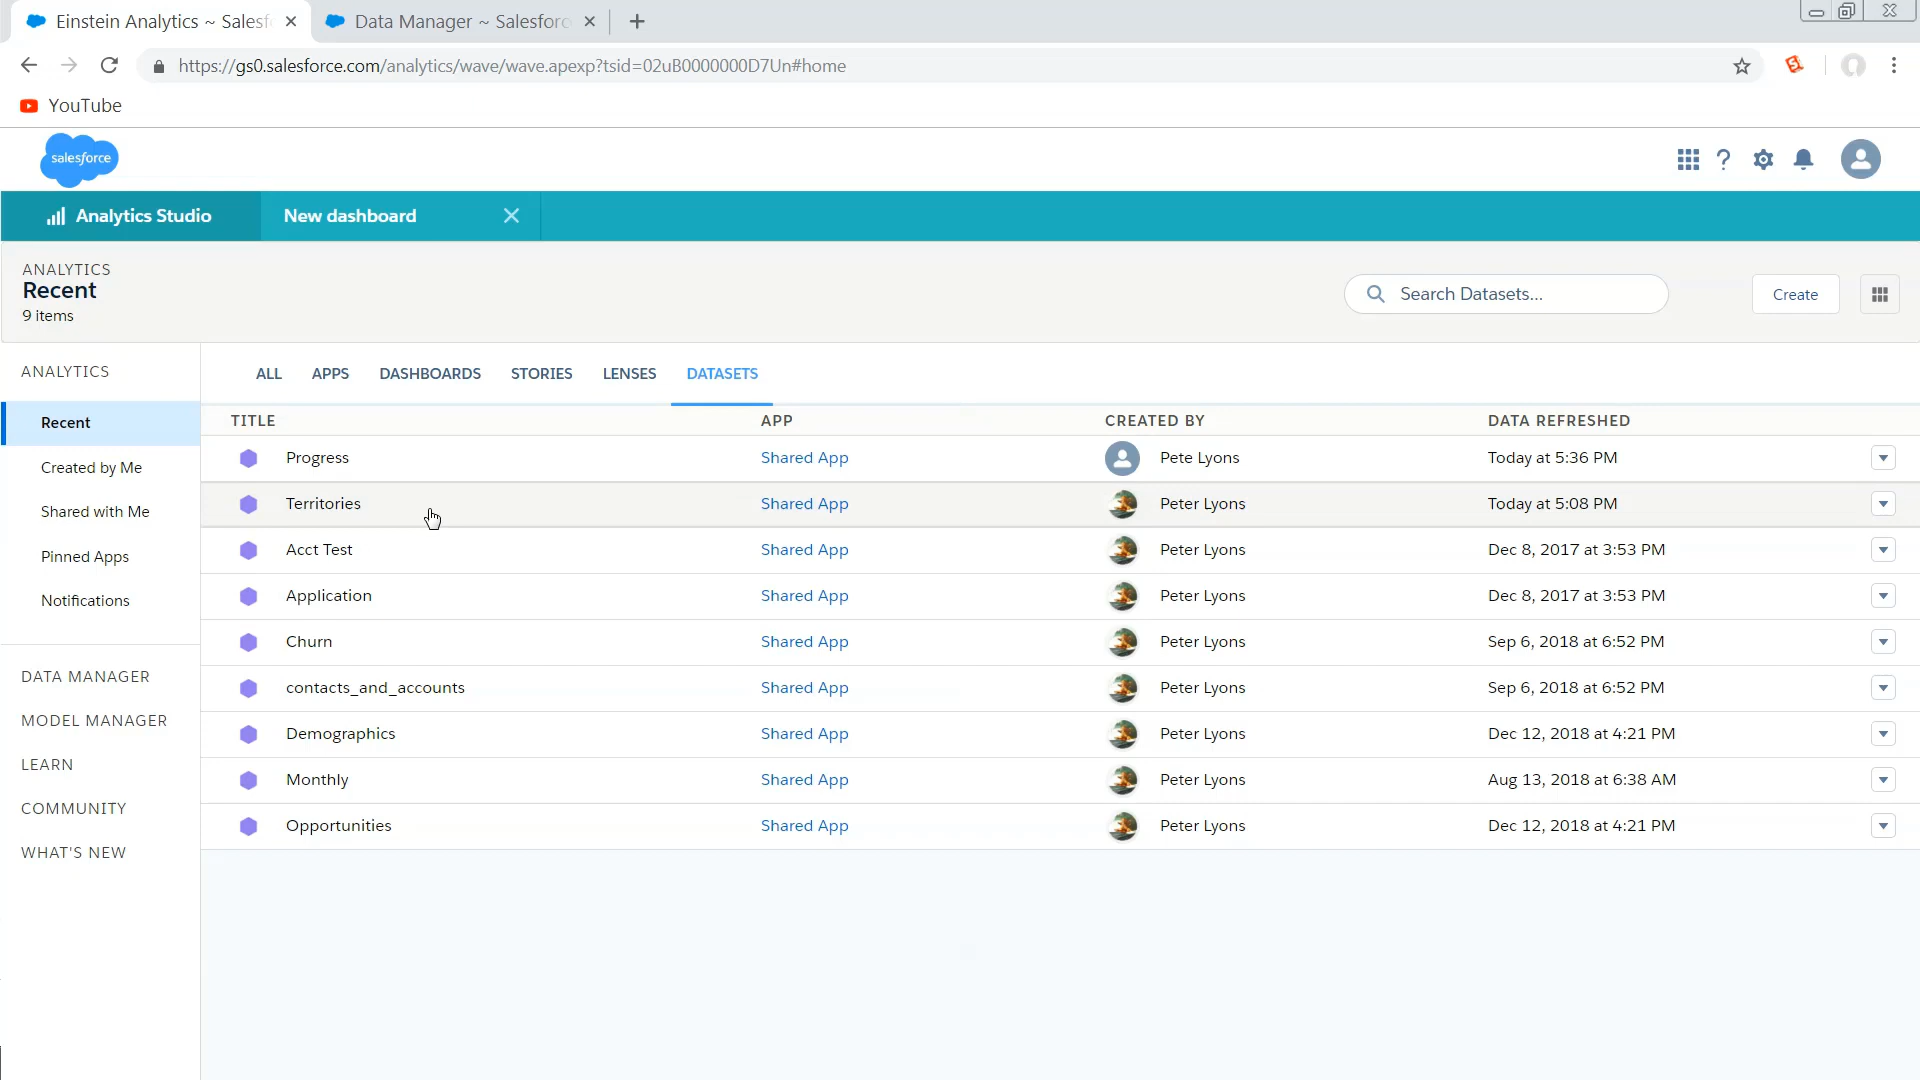 Einstein Analytics ~ Salesf
Data Manager ~ Salesforc
https://gs0.salesforce.com/analytics/wave/wave.apexp?tsid=02uB0000000D7Un#home
YouTube
salesforce
Analytics Studio
New dashboard
ANALYTICS
Recent
9 items
Search Datasets...
Create
ANALYTICS
Recent
Created by Me
Shared with Me
Pinned Apps
Notifications
DATA MANAGER
MODEL MANAGER
LEARN
COMMUNITY
WHAT'S NEW
ALL APPS DASHBOARDS STORIES LENSES DATASETS
TITLE APP CREATED BY DATA REFRESHED
Progress Shared App Pete Lyons Today at 5:36 PM
Territories Shared App Peter Lyons Today at 5:08 PM
Acct Test Shared App Peter Lyons Dec 8, 2017 at 3:53 PM
Application Shared App Peter Lyons Dec 8, 2017 at 3:53 PM
Churn Shared App Peter Lyons Sep 6, 2018 at 6:52 PM
contacts_and_accounts Shared App Peter Lyons Sep 6, 2018 at 6:52 PM
Demographics Shared App Peter Lyons Dec 12, 2018 at 4:21 PM
Monthly Shared App Peter Lyons Aug 13, 2018 at 6:38 AM
Opportunities Shared App Peter Lyons Dec 12, 2018 at 4:21 PM